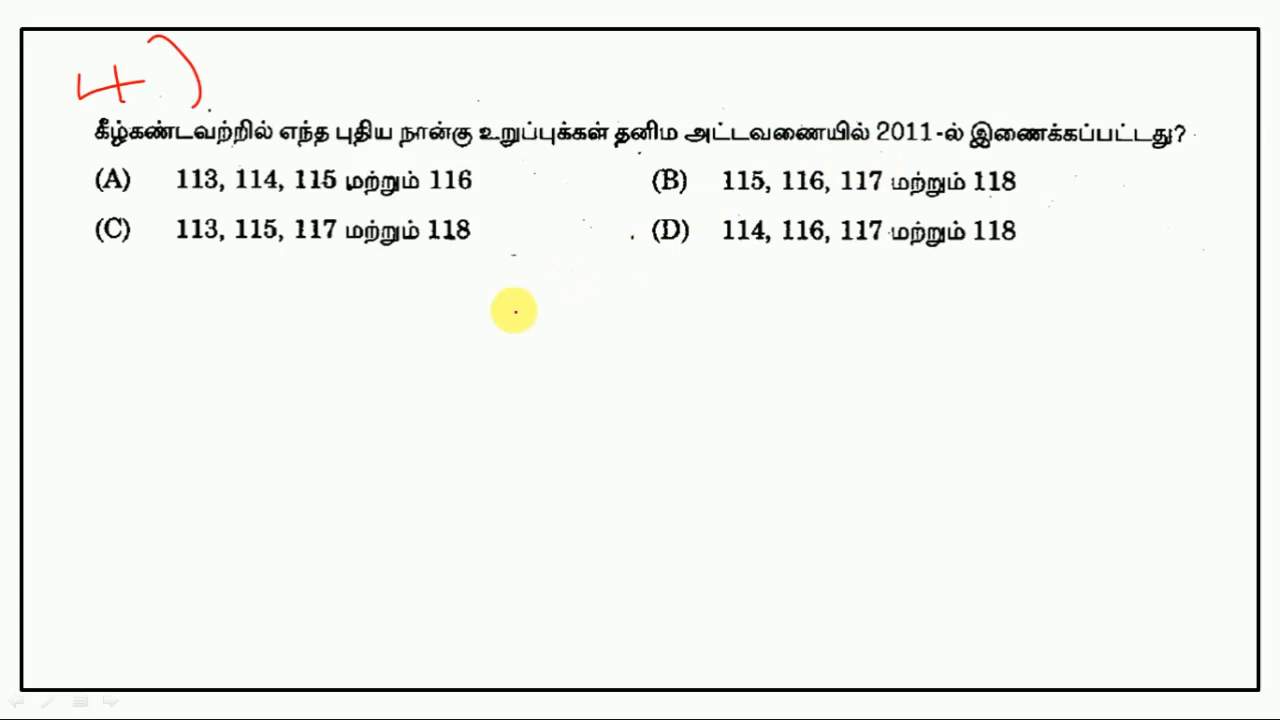 4)
கீழ்கண்டவற்றில் எந்த புதிய நான்கு உறுப்புக்கள் தனிம அட்டவணையில் 2011-ல் இணைக்கப்பட்டது?
(A) 113, 114, 115 மற்றும் 116 (B) 115, 116, 117 மற்றும் 118
(C) 113, 115, 117 மற்றும் 118 (D) 114, 116, 117 மற்றும் 118